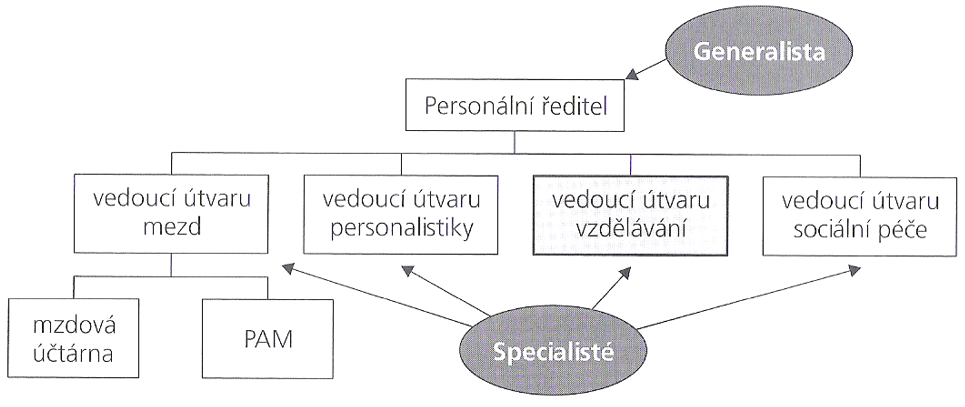 Generalista
Personální ředitel
vedoucí útvaru
mezd
vedoucí útvaru
personalistiky
vedoucí útvaru
vzdělávání
vedoucí útvaru
sociální péče
mzdová
účtárna
PAM
Specialisté